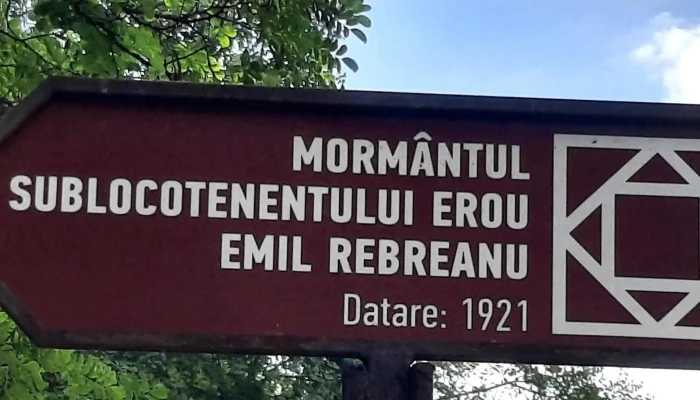 MORMÂNTUL
SUBLOCOTENENTULUI EROU
EMIL REBREANU
Datare: 1921